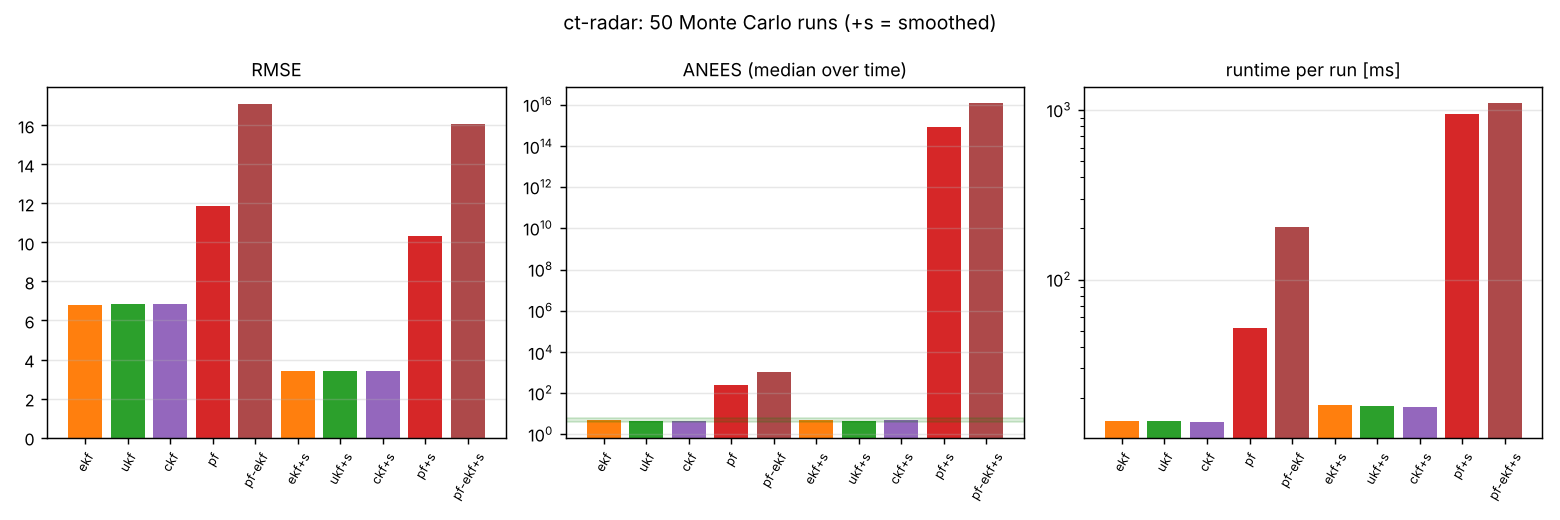 ct-radar: 50 Monte Carlo runs (+s = smoothed)
RMSE
16
14
12
10
8
6
4
2
0
ekf
ukf
ckf
pf
pf-ekf
ekf+s
ukf+s
ckf+s
pf+s
pf-ekf+s
ANEES (median over time)
10^16
10^14
10^12
10^10
10^8
10^6
10^4
10^2
10^0
ekf
ukf
ckf
pf
pf-ekf
ekf+s
ukf+s
ckf+s
pf+s
pf-ekf+s
runtime per run [ms]
10^3
10^2
ekf
ukf
ckf
pf
pf-ekf
ekf+s
ukf+s
ckf+s
pf+s
pf-ekf+s